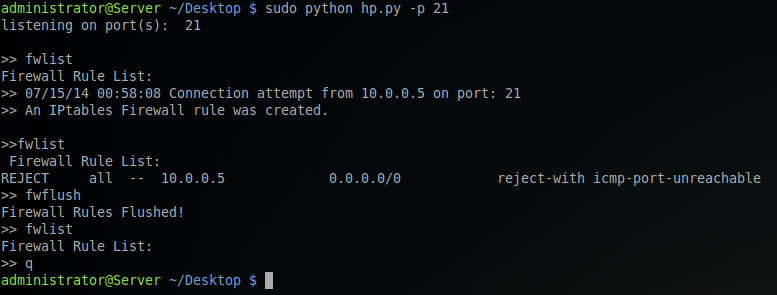 administrator@Server ~/Desktop $ sudo python hp.py -p 21
listening on port(s):  21
>> fwlist
Firewall Rule List:
>> 07/15/14 00:58:08 Connection attempt from 10.0.0.5 on port: 21
>> An IPtables Firewall rule was created.
>>fwlist
 Firewall Rule List:
REJECT     all  --  10.0.0.5             0.0.0.0/0            reject-with icmp-port-unreachable
>> fwflush
Firewall Rules Flushed!
>> fwlist
Firewall Rule List:
>> q
administrator@Server ~/Desktop $